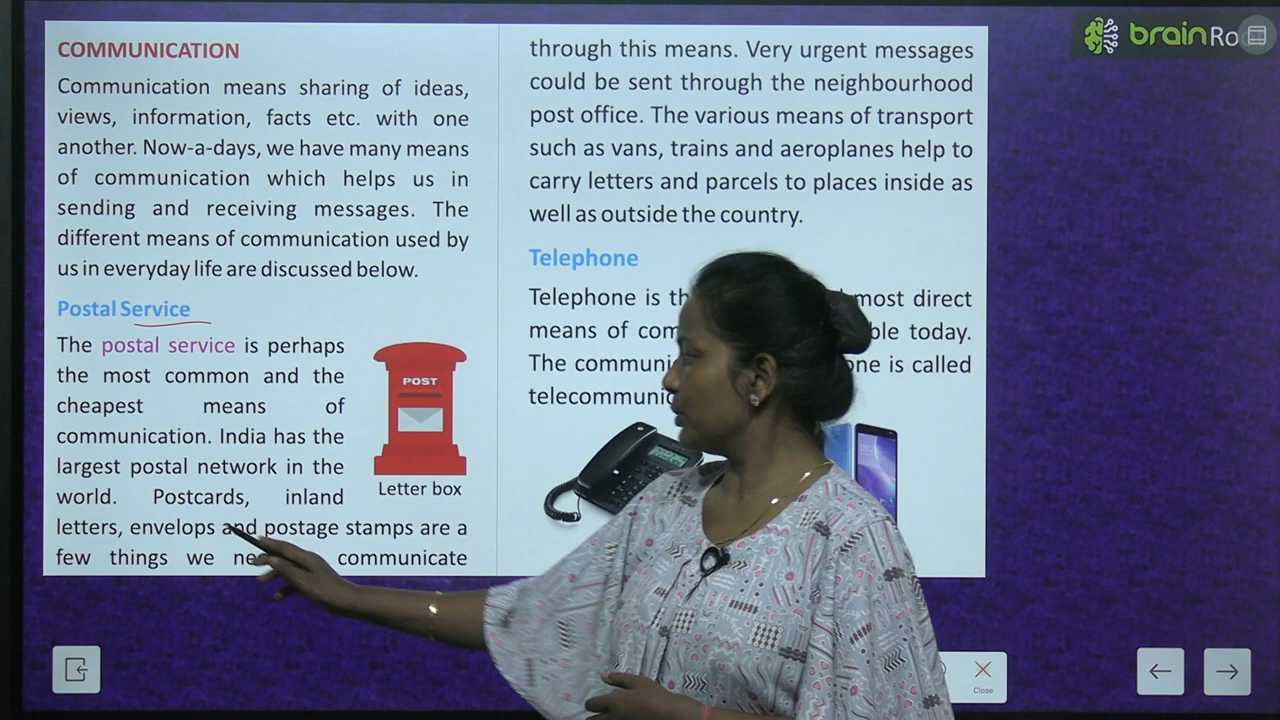 COMMUNICATION
Communication means sharing of ideas,
views, information, facts etc. with one
another. Now-a-days, we have many means
of communication which helps us in
sending and receiving messages. The
different means of communication used by
us in everyday life are discussed below.
Postal Service
The postal service is perhaps
the most common and the
cheapest means of
communication. India has the
largest postal network in the
world. Postcards, inland
letters, envelops and postage stamps are a
few things we communicate
POST
Letter box
through this means. Very urgent messages
could be sent through the neighbourhood
post office. The various means of transport
such as vans, trains and aeroplanes help to
carry letters and parcels to places inside as
well as outside the country.
Telephone
Telephone is most direct
means of today.
The is called
brain
Close